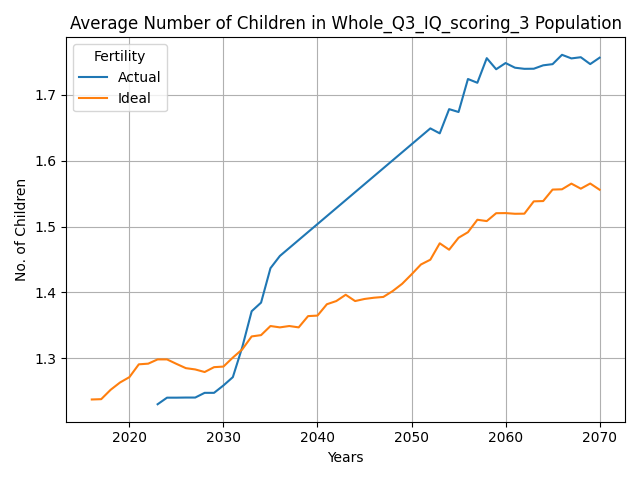 Average Number of Children in Whole_Q3_IQ_scoring_3 Population
Fertility
Actual
Ideal
No. of Children
1.7
1.6
1.5
1.4
1.3
2020 2030 2040 2050 2060 2070
Years